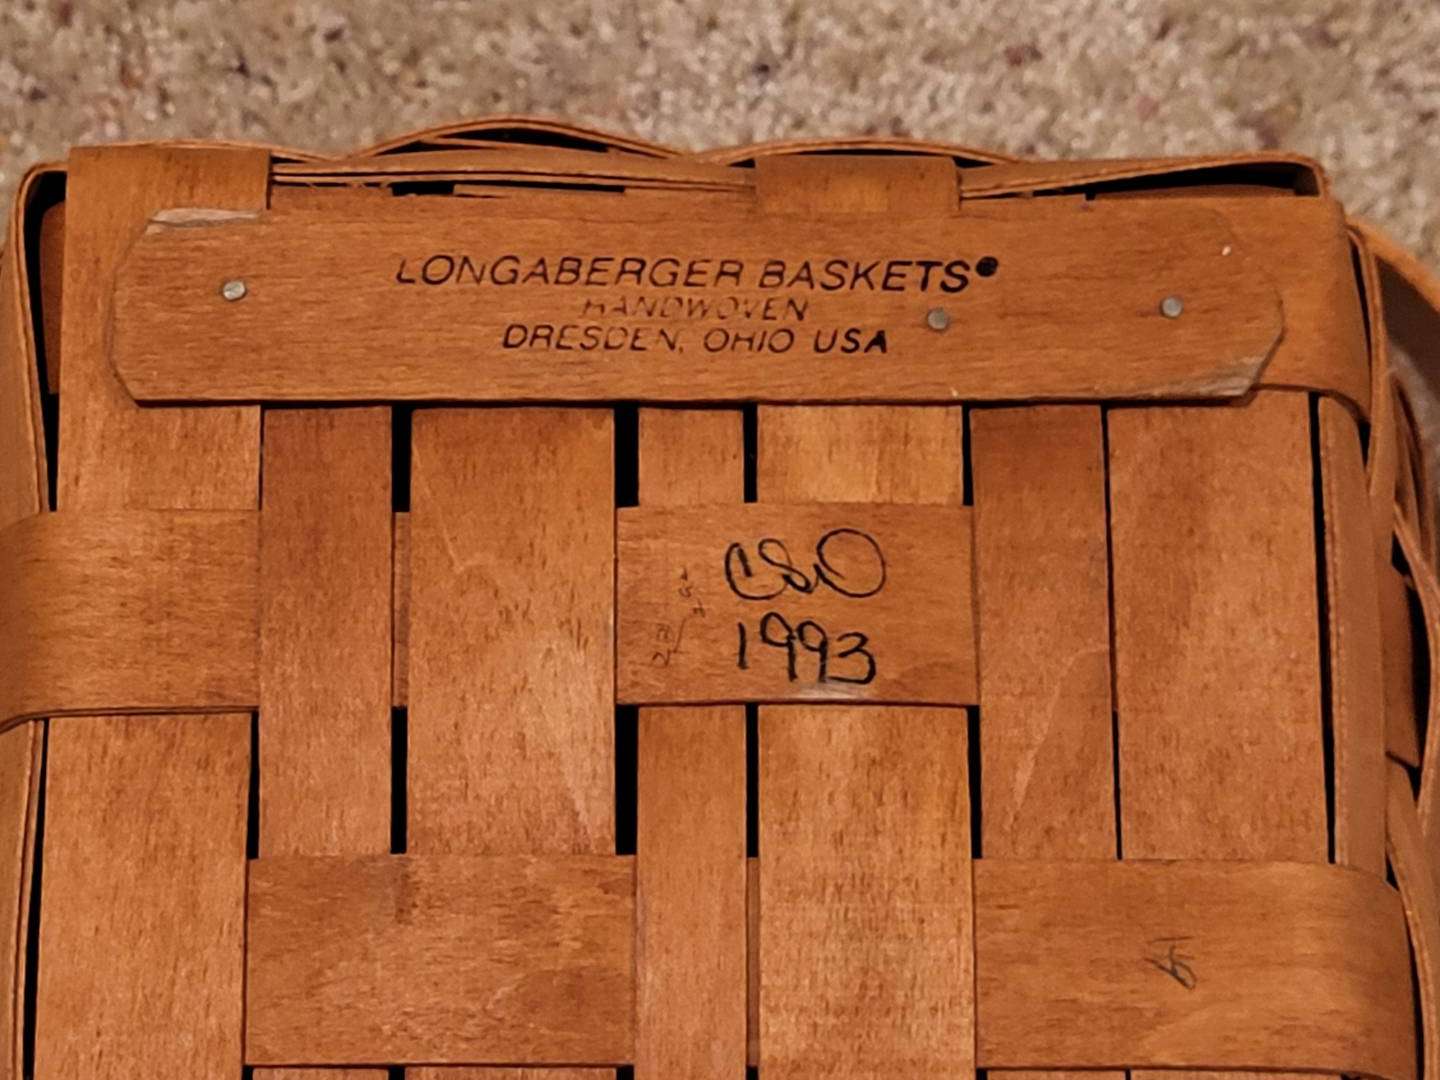 LONGABERGER BASKETS®
HANDWOVEN
DRESDEN, OHIO USA
CSO
1993